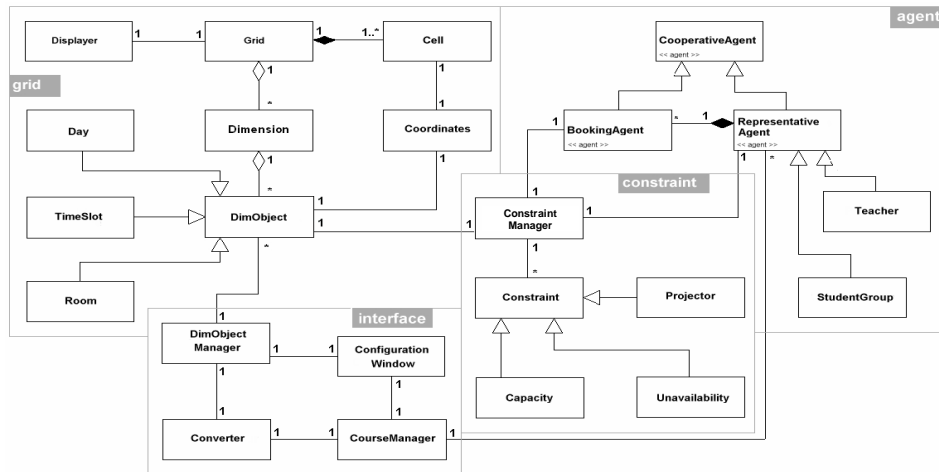 agent
Displayer
1
1
Grid
1
1..*
Cell
CooperativeAgent
<< agent >>
grid
1
1
*
1
Day
Dimension
Coordinates
1
BookingAgent
<< agent >>
*
1
Representative
Agent
<< agent >>
1
1
1
*
*
constraint
TimeSlot
DimObject
1
1
1
1
Constraint
Manager
1
Teacher
*
1
Room
*
Constraint
Projector
StudentGroup
1
interface
DimObject
Manager
1
1
Configuration
Window
1
1
Capacity
Unavailability
1
1
Converter
1
1
CourseManager
1